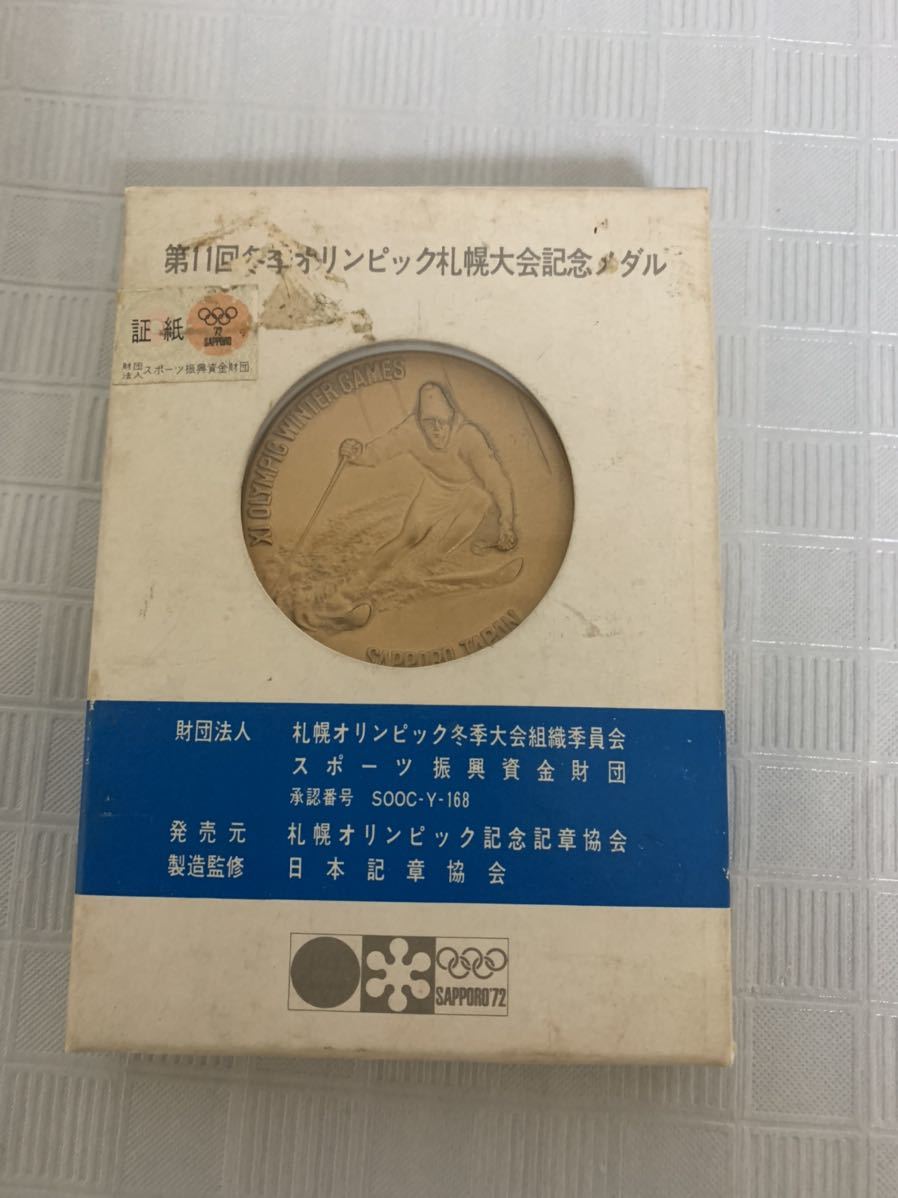 第11回冬季オリンピック札幌大会記念メダル
証紙
'72
SAPPORO
財団法人スポーツ振興資金財団
XI OLYMPIC WINTER GAMES
SAPPORO JAPAN
財団法人 札幌オリンピック冬季大会組織委員会
スポーツ振興資金財団
承認番号 SOOC-Y-168
発売元 札幌オリンピック記念記章協会
製造監修 日本記章協会
SAPPORO'72